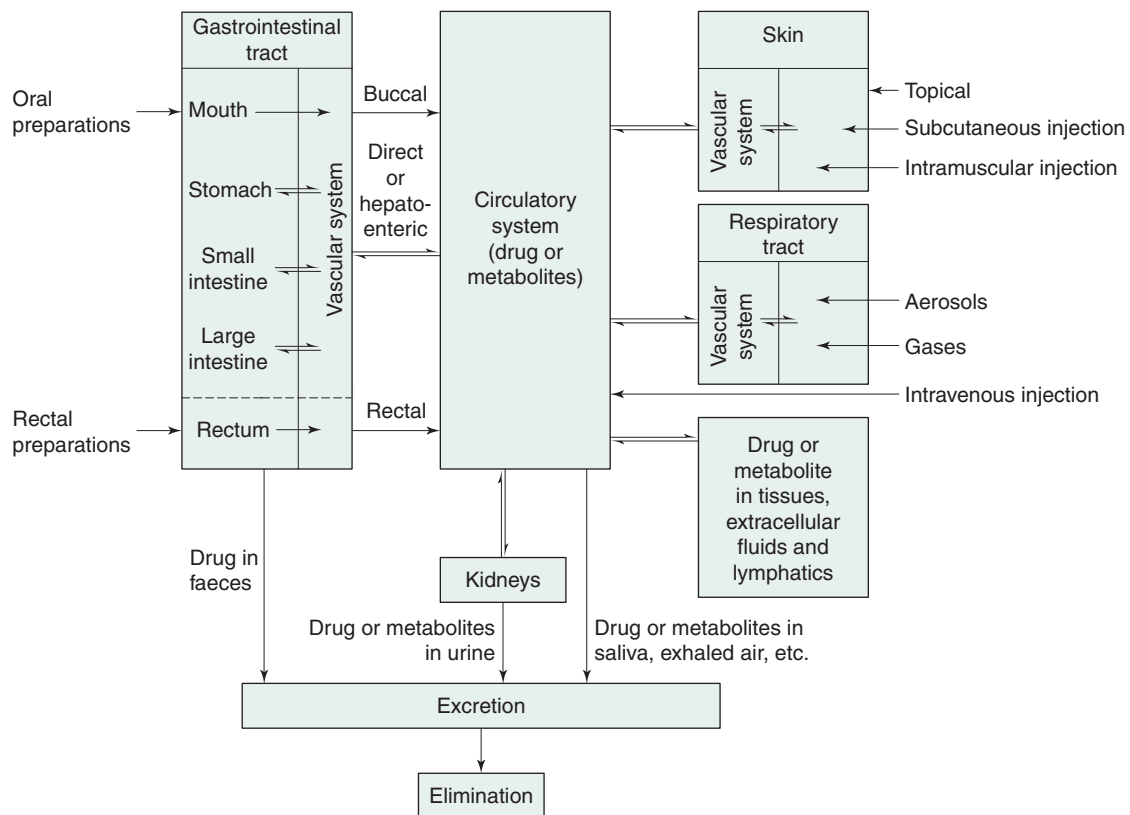 Gastrointestinal
tract
Oral
preparations
Mouth
Stomach
Small
intestine
Large
intestine
Rectal
preparations
Rectum
Vascular system
Buccal
Direct
or
hepato-
enteric
Rectal
Circulatory
system
(drug or
metabolites)
Skin
Vascular
system
Topical
Subcutaneous injection
Intramuscular injection
Respiratory
tract
Vascular
system
Aerosols
Gases
Intravenous injection
Drug or
metabolite
in tissues,
extracellular
fluids and
lymphatics
Drug in
faeces
Kidneys
Drug or metabolites
in urine
Drug or metabolites in
saliva, exhaled air, etc.
Excretion
Elimination